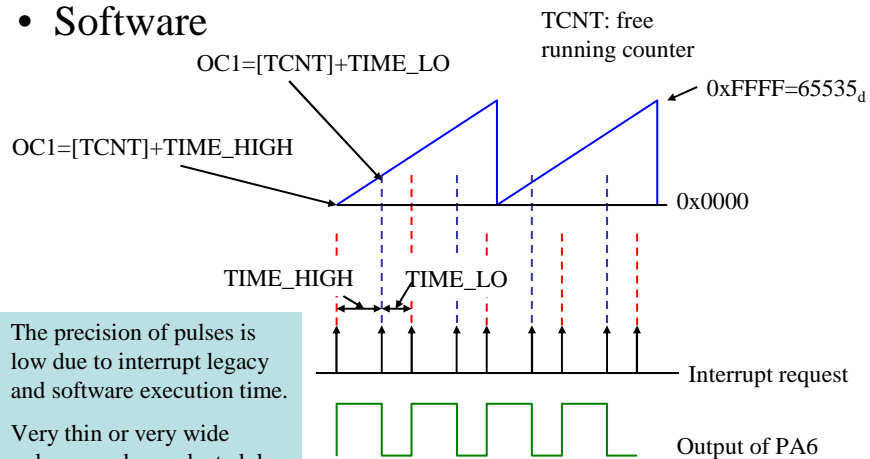 • Software
TCNT: free
running counter
OC1=[TCNT]+TIME_LO
0xFFFF=65535d
OC1=[TCNT]+TIME_HIGH
0x0000
TIME_HIGH
TIME_LO
The precision of pulses is
low due to interrupt legacy
and software execution time.
Interrupt request
Very thin or very wide
Output of PA6